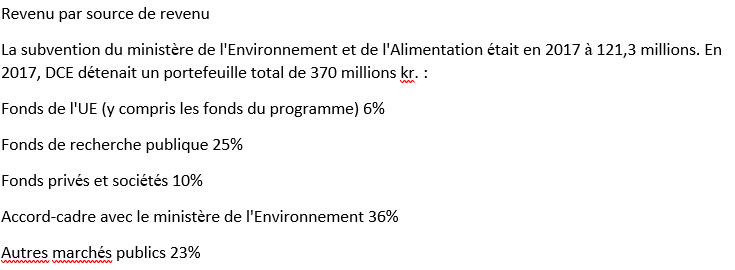 Revenu par source de revenu
La subvention du ministère de l'Environnement et de l'Alimentation était en 2017 à 121,3 millions. En
2017, DCE détenait un portefeuille total de 370 millions kr. :
Fonds de l'UE (y compris les fonds du programme) 6%
Fonds de recherche publique 25%
Fonds privés et sociétés 10%
Accord-cadre avec le ministère de l'Environnement 36%
Autres marchés publics 23%